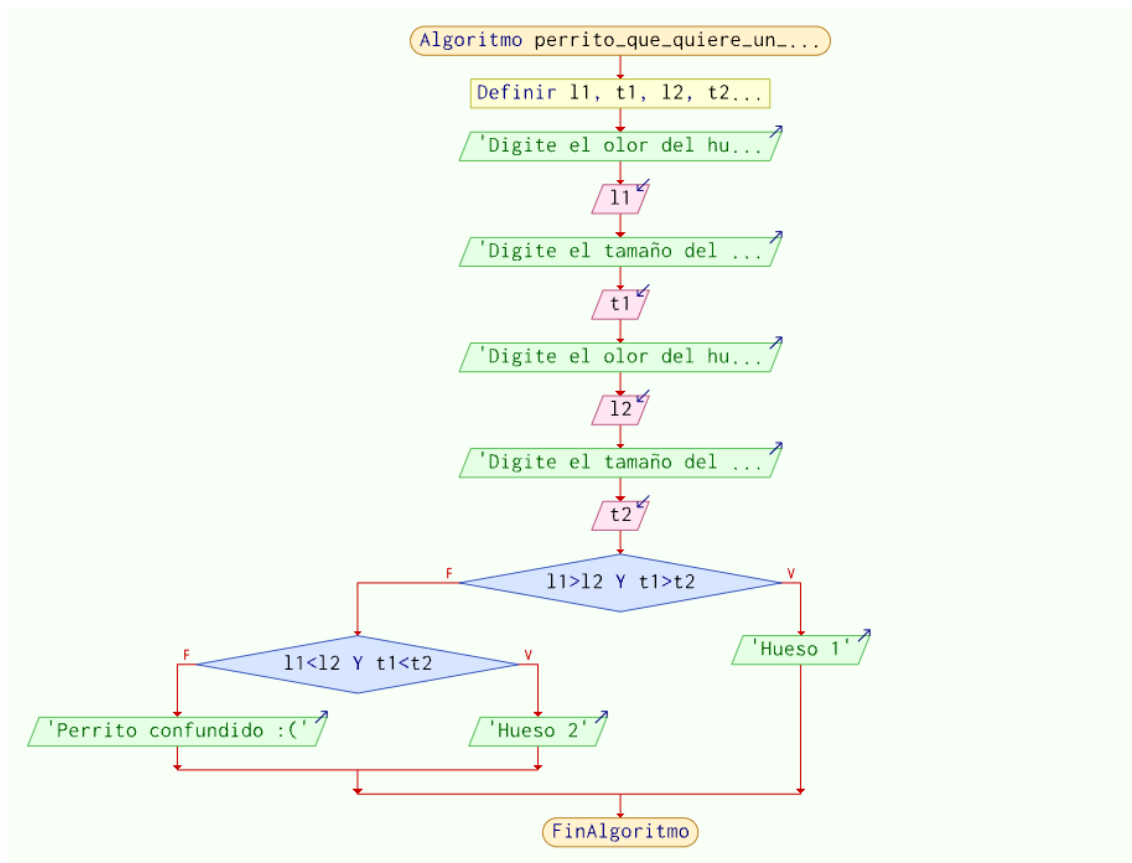 Algoritmo perrito_que_quiere_un_...
Definir l1, t1, l2, t2...
'Digite el olor del hu...
l1
'Digite el tamaño del ...
t1
'Digite el olor del hu...
l2
'Digite el tamaño del ...
t2
F
l1>l2 Y t1>t2
V
'Hueso 1'
F
l1<l2 Y t1<t2
V
'Perrito confundido :('
'Hueso 2'
FinAlgoritmo